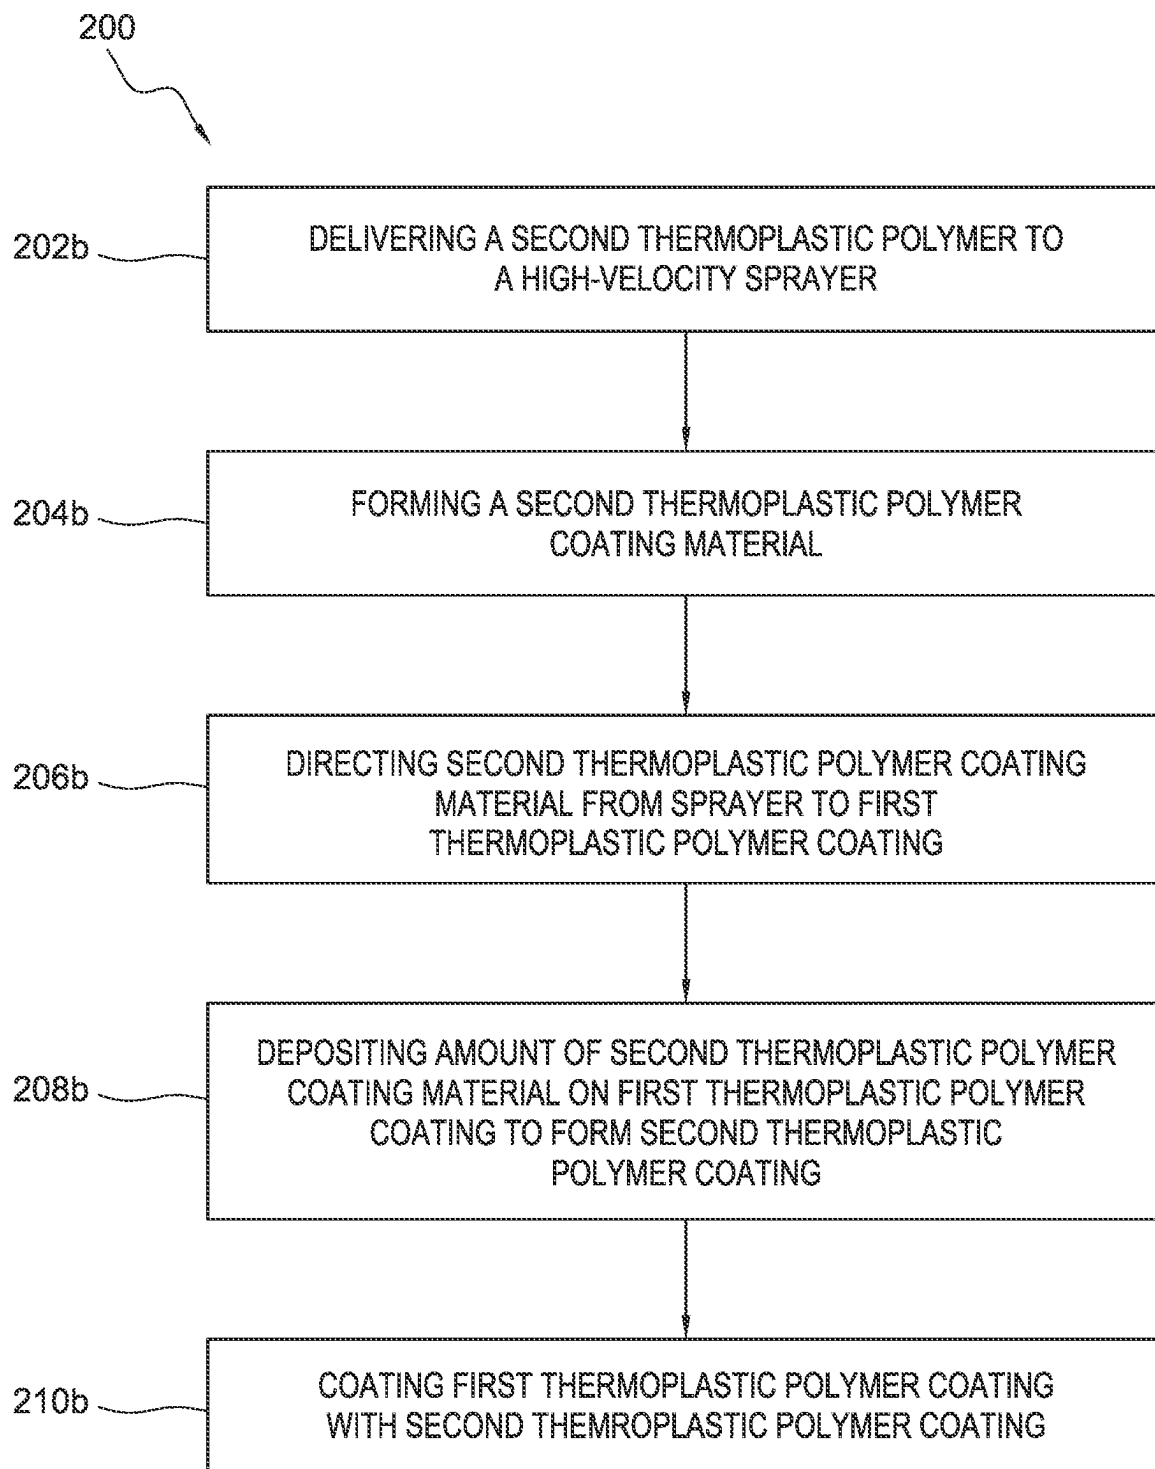 200
202b
DELIVERING A SECOND THERMOPLASTIC POLYMER TO
A HIGH-VELOCITY SPRAYER
204b
FORMING A SECOND THERMOPLASTIC POLYMER
COATING MATERIAL
206b
DIRECTING SECOND THERMOPLASTIC POLYMER COATING
MATERIAL FROM SPRAYER TO FIRST
THERMOPLASTIC POLYMER COATING
208b
DEPOSITING AMOUNT OF SECOND THERMOPLASTIC POLYMER
COATING MATERIAL ON FIRST THERMOPLASTIC POLYMER
COATING TO FORM SECOND THERMOPLASTIC
POLYMER COATING
210b
COATING FIRST THERMOPLASTIC POLYMER COATING
WITH SECOND THEMROPLASTIC POLYMER COATING